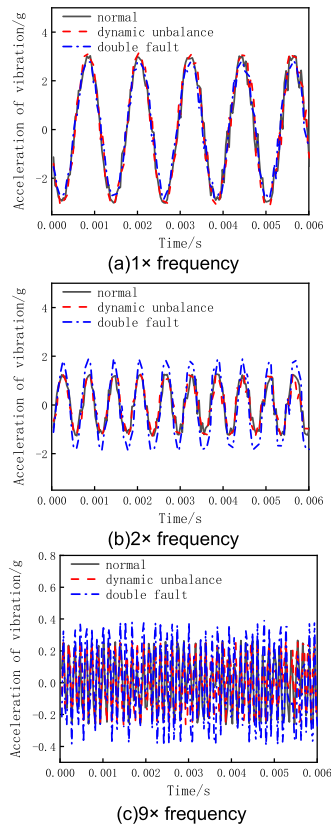 normal
dynamic unbalance
double fault
Acceleration of vibration/g
4
2
0
−2
0.000 0.001 0.002 0.003 0.004 0.005 0.006
Time/s
(a)1× frequency
normal
dynamic unbalance
double fault
Acceleration of vibration/g
4
2
0
−2
0.000 0.001 0.002 0.003 0.004 0.005 0.006
Time/s
(b)2× frequency
0.8
normal
dynamic unbalance
double fault
Acceleration of vibration/g
0.6
0.4
0.2
0.0
−0.2
−0.4
0.000 0.001 0.002 0.003 0.004 0.005 0.006
Time/s
(c)9× frequency